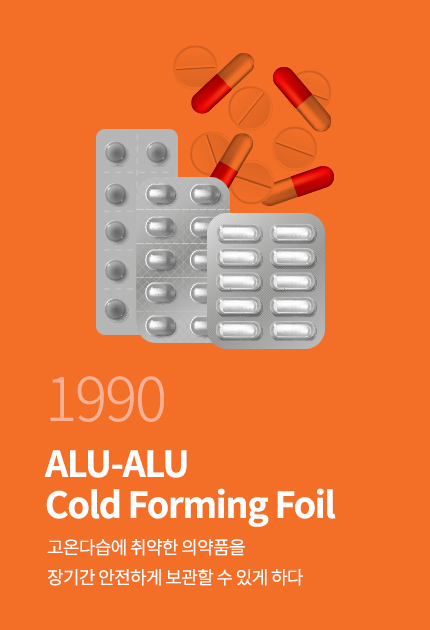 1990
ALU-ALU
Cold Forming Foil
고온다습에 취약한 의약품을
장기간 안전하게 보관할 수 있게 하다